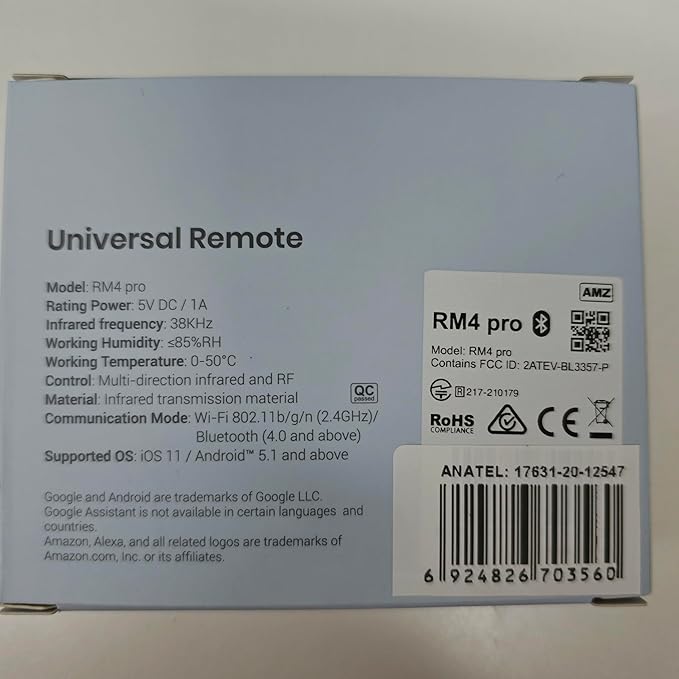 Universal Remote
Model: RM4 pro
Rating Power: 5V DC / 1A
Infrared frequency: 38KHz
Working Humidity: ≤85%RH
Working Temperature: 0-50°C
Control: Multi-direction infrared and RF
Material: Infrared transmission material
QC
passed
Communication Mode: Wi-Fi 802.11b/g/n (2.4GHz)/
Bluetooth (4.0 and above)
Supported OS: iOS 11 / Android™ 5.1 and above
Google and Android are trademarks of Google LLC.
Google Assistant is not available in certain languages and
countries.
Amazon, Alexa, and all related logos are trademarks of
Amazon.com, Inc. or its affiliates.
AMZ
RM4 pro
Model: RM4 pro
Contains FCC ID: 2ATEV-BL3357-P
R 217-210179
RoHS
COMPLIANCE
CE
ANATEL: 17631-20-12547
6 924826 703560